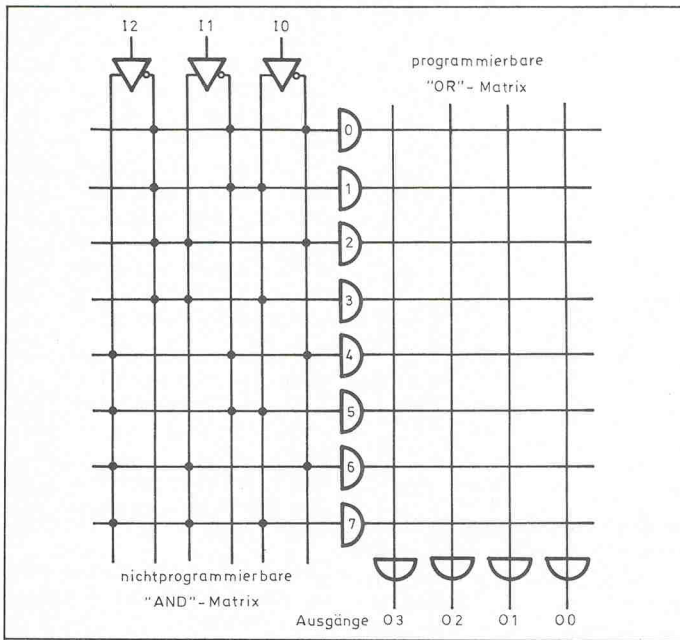 I2 I1 I0
programmierbare
"OR"- Matrix
0
1
2
3
4
5
6
7
nichtprogrammierbare
"AND"-Matrix
Ausgänge O3 O2 O1 O0